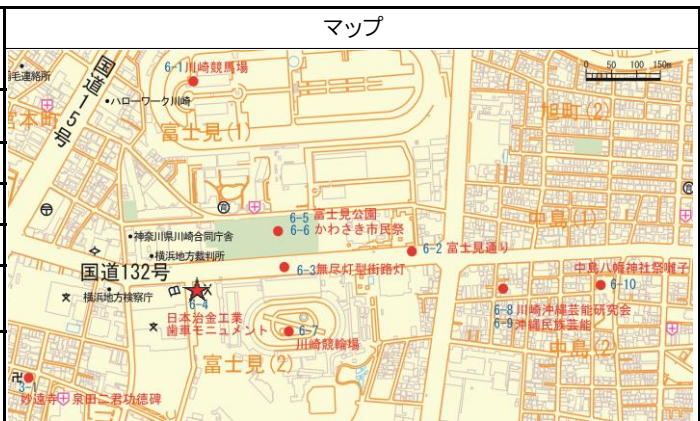 マップ
国道15号
毛連絡所
ハローワーク川崎
宮本町
6-1川崎競馬場
富士見(1)
0 50 100 150m
旭町(2)
神奈川県川崎合同庁舎
横浜地方裁判所
6-5 富士見公園
6-6 かわさき市民祭
6-2 富士見通り
中島(1)
国道132号
横浜地方検察庁
6-3無尽灯型街路灯
6-4
日本冶金工業
歯車モニュメント
6-7
川崎競輪場
富士見(2)
中島八幡神社祭囃子
6-10
6-8 川崎沖縄芸能研究会
6-9 沖縄民族芸能
中島(2)
妙遠寺 泉田二君功徳碑